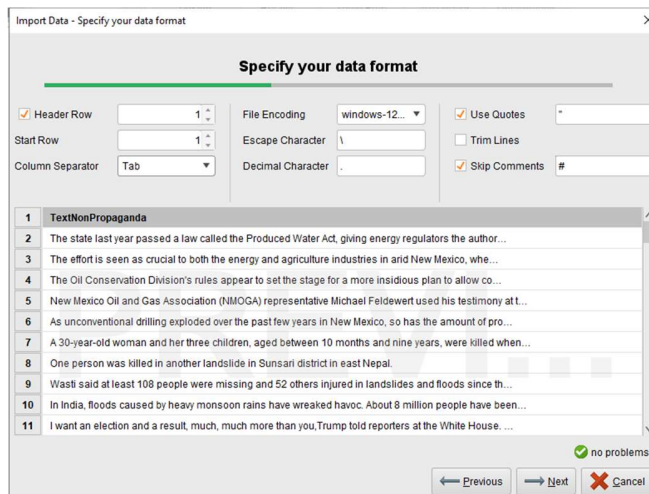 Import Data - Specify your data format
Specify your data format
Header Row 1 File Encoding windows-12... Use Quotes "
Start Row 1 Escape Character \ Trim Lines
Column Separator Tab Decimal Character . Skip Comments #
1 TextNonPropaganda
2 The state last year passed a law called the Produced Water Act, giving energy regulators the author...
3 The effort is seen as crucial to both the energy and agriculture industries in arid New Mexico, whe...
4 The Oil Conservation Division's rules appear to set the stage for a more insidious plan to allow co...
5 New Mexico Oil and Gas Association (NMOGA) representative Michael Feldewert used his testimony at t...
6 As unconventional drilling exploded over the past few years in New Mexico, so has the amount of pro...
7 A 30-year-old woman and her three children, aged between 10 months and nine years, were killed when...
8 One person was killed in another landslide in Sunsari district in east Nepal.
9 Wasti said at least 108 people were missing and 52 others injured in landslides and floods since th...
10 In India, floods caused by heavy monsoon rains have wreaked havoc. About 8 million people have been...
11 I want an election and a result, much, much more than you,Trump told reporters at the White House. ...
PREVI...
no problems
Previous Next Cancel